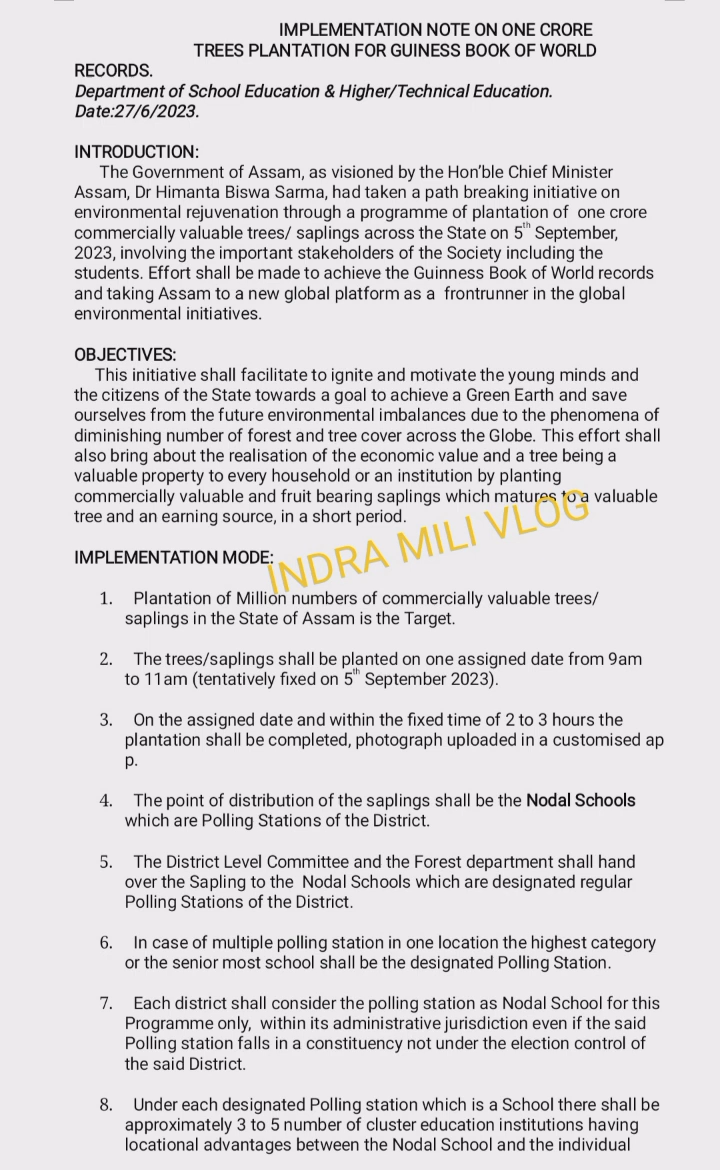 IMPLEMENTATION NOTE ON ONE CRORE
TREES PLANTATION FOR GUINESS BOOK OF WORLD
RECORDS.
Department of School Education & Higher/Technical Education.
Date:27/6/2023.
INTRODUCTION:
The Government of Assam, as visioned by the Hon'ble Chief Minister
Assam, Dr Himanta Biswa Sarma, had taken a path breaking initiative on
environmental rejuvenation through a programme of plantation of one crore
commercially valuable trees/ saplings across the State on 5th September,
2023, involving the important stakeholders of the Society including the
students. Effort shall be made to achieve the Guinness Book of World records
and taking Assam to a new global platform as a frontrunner in the global
environmental initiatives.
OBJECTIVES:
This initiative shall facilitate to ignite and motivate the young minds and
the citizens of the State towards a goal to achieve a Green Earth and save
ourselves from the future environmental imbalances due to the phenomena of
diminishing number of forest and tree cover across the Globe. This effort shall
also bring about the realisation of the economic value and a tree being a
valuable property to every household or an institution by planting
commercially valuable and fruit bearing saplings which matures to a valuable
tree and an earning source, in a short period.
INDRA MILI VLOG
IMPLEMENTATION MODE:
1. Plantation of Million numbers of commercially valuable trees/
saplings in the State of Assam is the Target.
2. The trees/saplings shall be planted on one assigned date from 9am
to 11am (tentatively fixed on 5th September 2023).
3. On the assigned date and within the fixed time of 2 to 3 hours the
plantation shall be completed, photograph uploaded in a customised ap
p.
4. The point of distribution of the saplings shall be the Nodal Schools
which are Polling Stations of the District.
5. The District Level Committee and the Forest department shall hand
over the Sapling to the Nodal Schools which are designated regular
Polling Stations of the District.
6. In case of multiple polling station in one location the highest category
or the senior most school shall be the designated Polling Station.
7. Each district shall consider the polling station as Nodal School for this
Programme only, within its administrative jurisdiction even if the said
Polling station falls in a constituency not under the election control of
the said District.
8. Under each designated Polling station which is a School there shall be
approximately 3 to 5 number of cluster education institutions having
locational advantages between the Nodal School and the individual